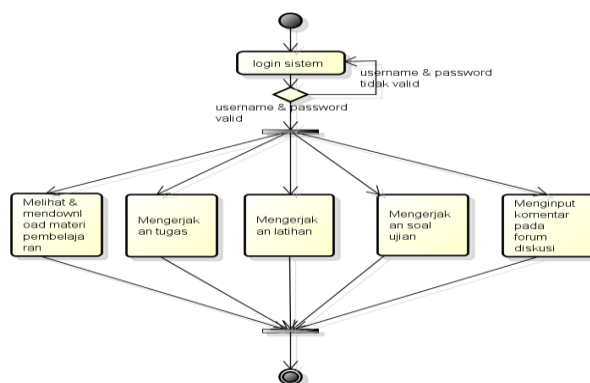 login sistem
username & password
tidak valid
username & password
valid
Melihat &
mendownl
oad materi
pembelaja
ran
Mengerjak
an tugas
Mengerjak
an latihan
Mengerjak
an soal
ujian
Menginput
komentar
pada
forum
diskusi